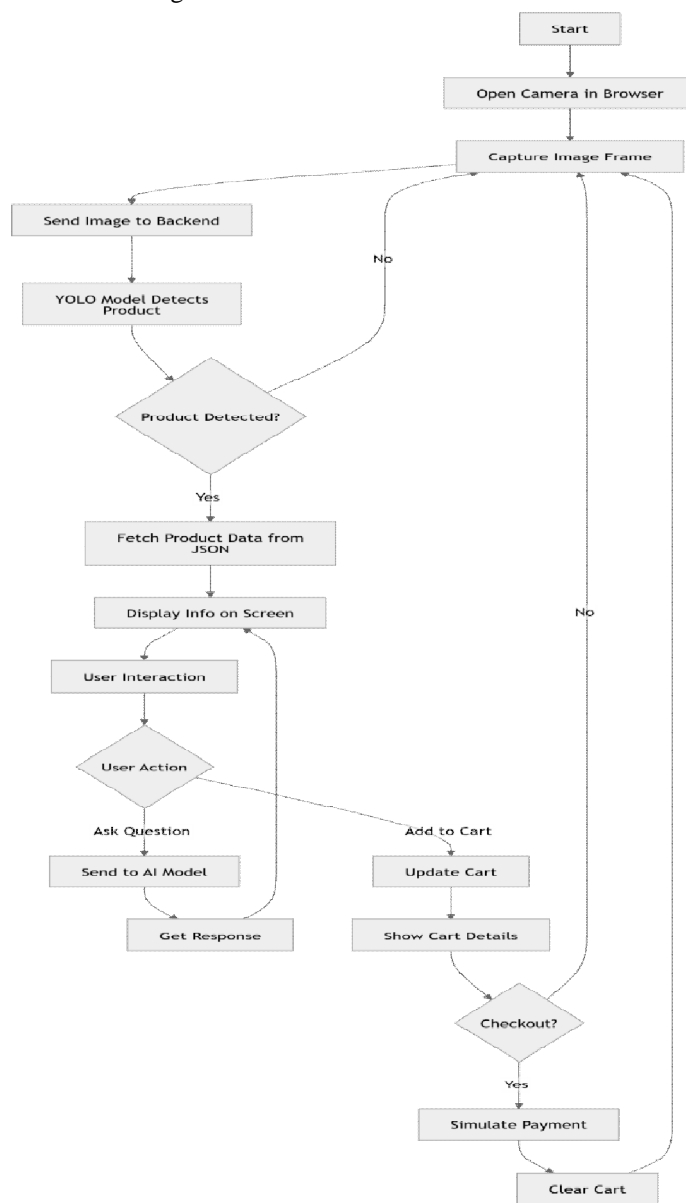 Start
Open Camera in Browser
Capture Image Frame
Send Image to Backend
No
YOLO Model Detects
Product
Product Detected?
Yes
Fetch Product Data from
JSON
Display Info on Screen
No
User Interaction
User Action
Ask Question
Add to Cart
Send to AI Model
Update Cart
Get Response
Show Cart Details
Checkout?
Yes
Simulate Payment
Clear Cart